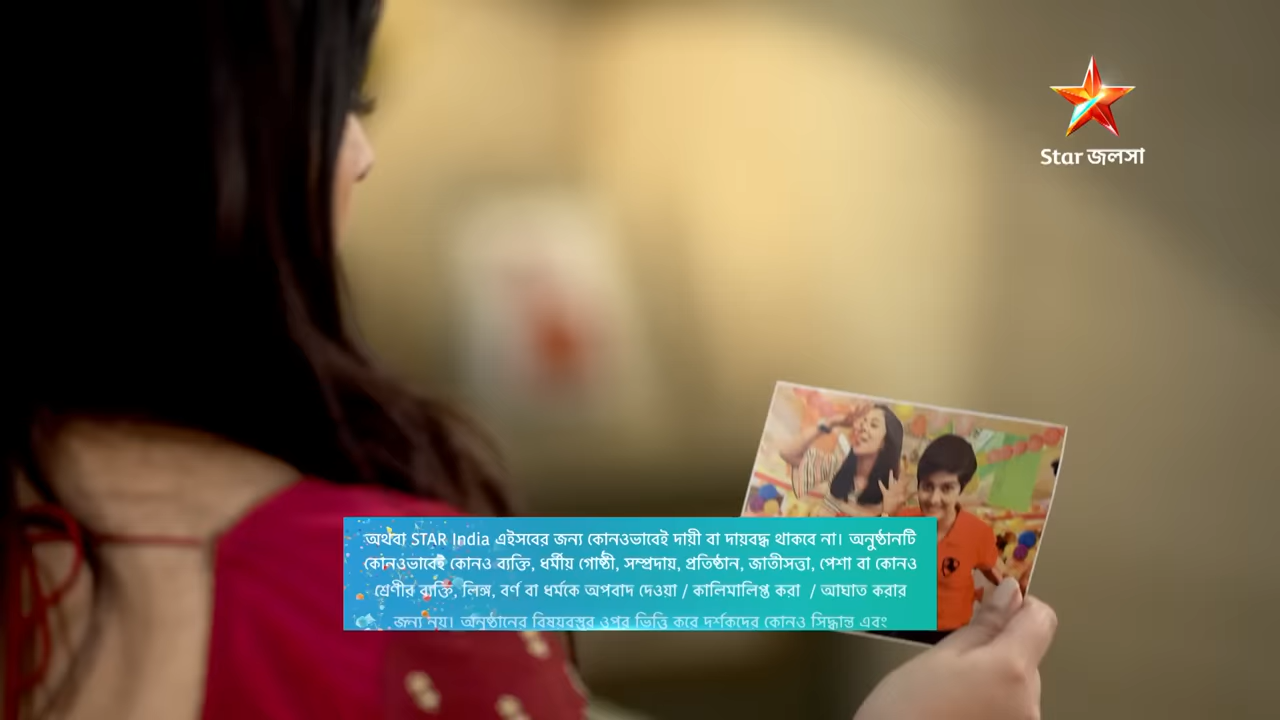 Star জলসা
অথবা STAR India এইসবের জন্য কোনওভাবেই দায়ী বা দায়বদ্ধ থাকবে না। অনুষ্ঠানটি
কোনওভাবেই কোনও ব্যক্তি, ধর্মীয় গোষ্ঠী, সম্প্রদায়, প্রতিষ্ঠান, জাতীসত্তা, পেশা বা কোনও
শ্রেণীর ব্যক্তি, লিঙ্গ, বর্ণ বা ধর্মকে অপবাদ দেওয়া / কালিমালিপ্ত করা / আঘাত করার
জন্য নয়। অনুষ্ঠানের বিষয়বস্তুর ওপর ভিত্তি করে দর্শকদের কোনও সিদ্ধান্ত এবং